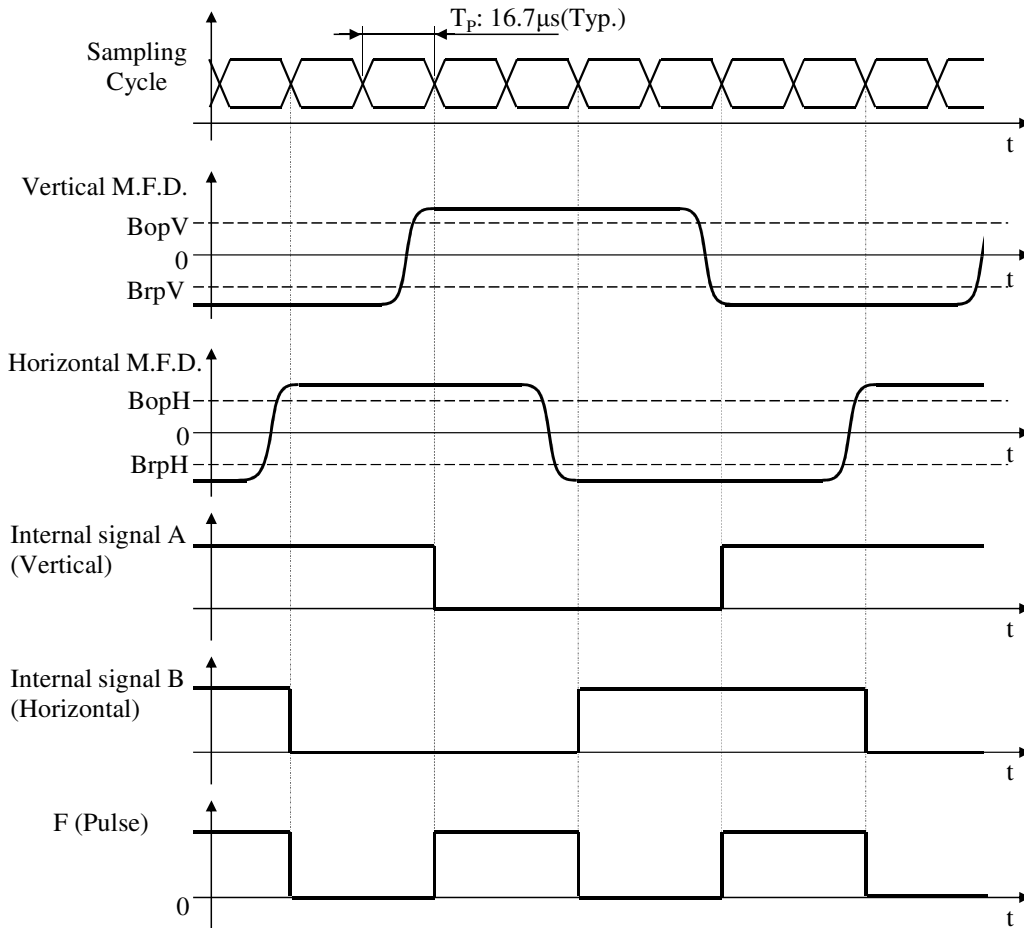 T_P: 16.7μs(Typ.)
Sampling
Cycle
t
Vertical M.F.D.
BopV
0
BrpV
t
Horizontal M.F.D.
BopH
0
BrpH
t
Internal signal A
(Vertical)
t
Internal signal B
(Horizontal)
t
F (Pulse)
0
t